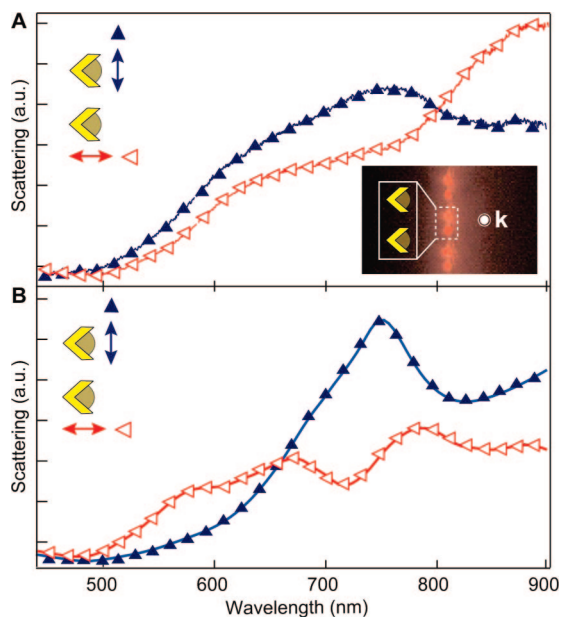 A
Scattering (a.u.)
k
B
Scattering (a.u.)
500
600
700
800
900
Wavelength (nm)